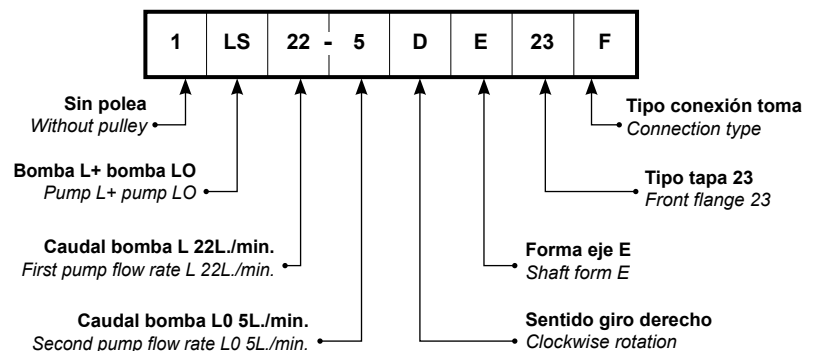 1 LS 22 - 5 D E 23 F
Sin polea
Without pulley
Bomba L+ bomba LO
Pump L+ pump LO
Caudal bomba L 22L./min.
First pump flow rate L 22L./min.
Caudal bomba L0 5L./min.
Second pump flow rate L0 5L./min.
Tipo conexión toma
Connection type
Tipo tapa 23
Front flange 23
Forma eje E
Shaft form E
Sentido giro derecho
Clockwise rotation